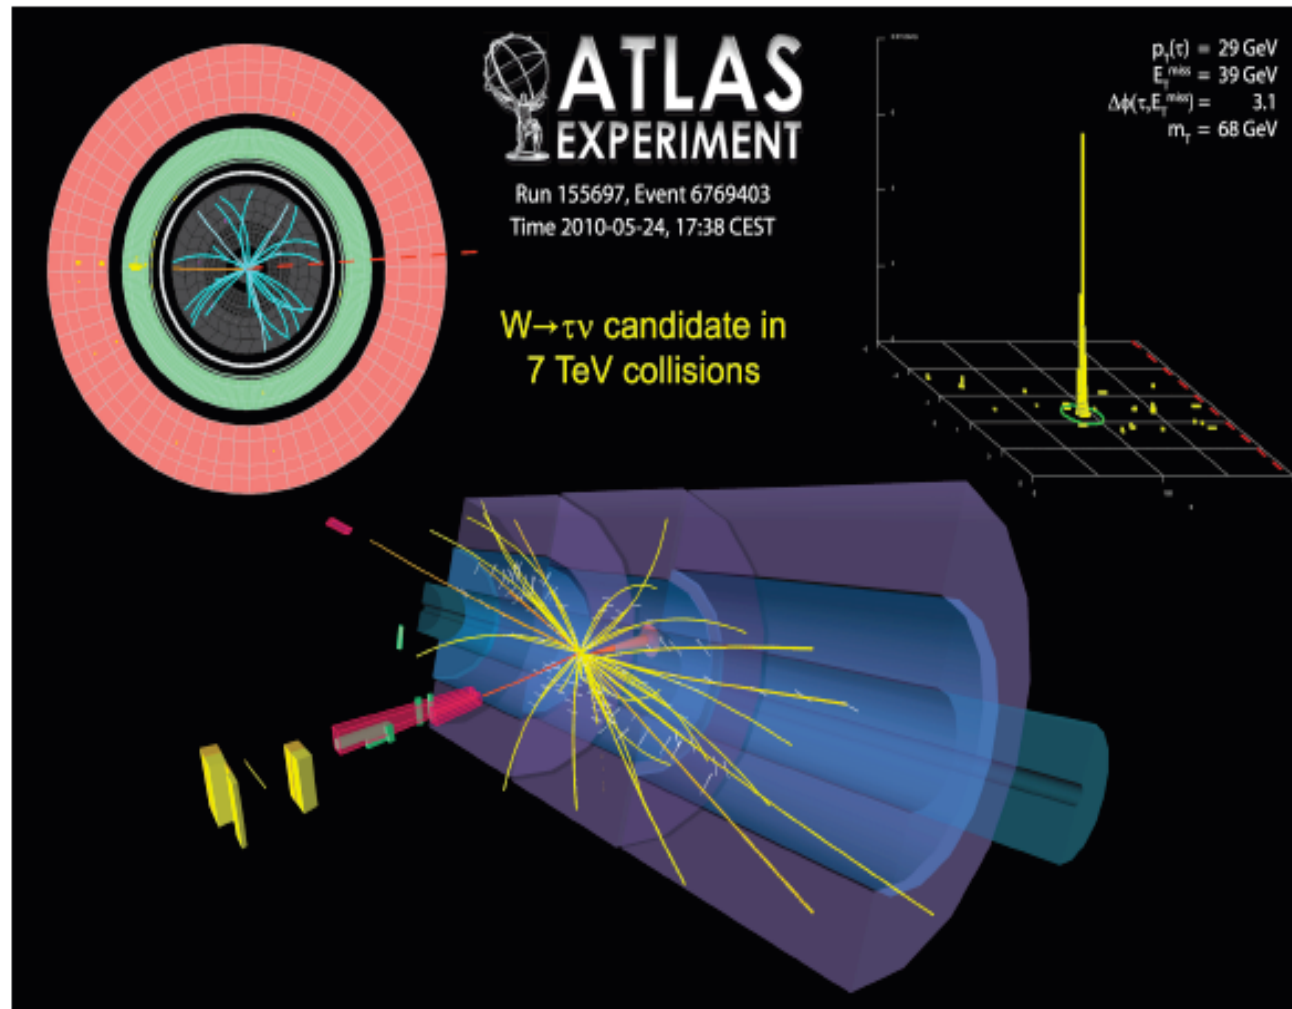 ATLAS
EXPERIMENT
Run 155697, Event 6769403
Time 2010-05-24, 17:38 CEST
W→τν candidate in
7 TeV collisions
pT(τ) = 29 GeV
ETmiss = 39 GeV
Δϕ(τ,ETmiss) = 3.1
mT = 68 GeV